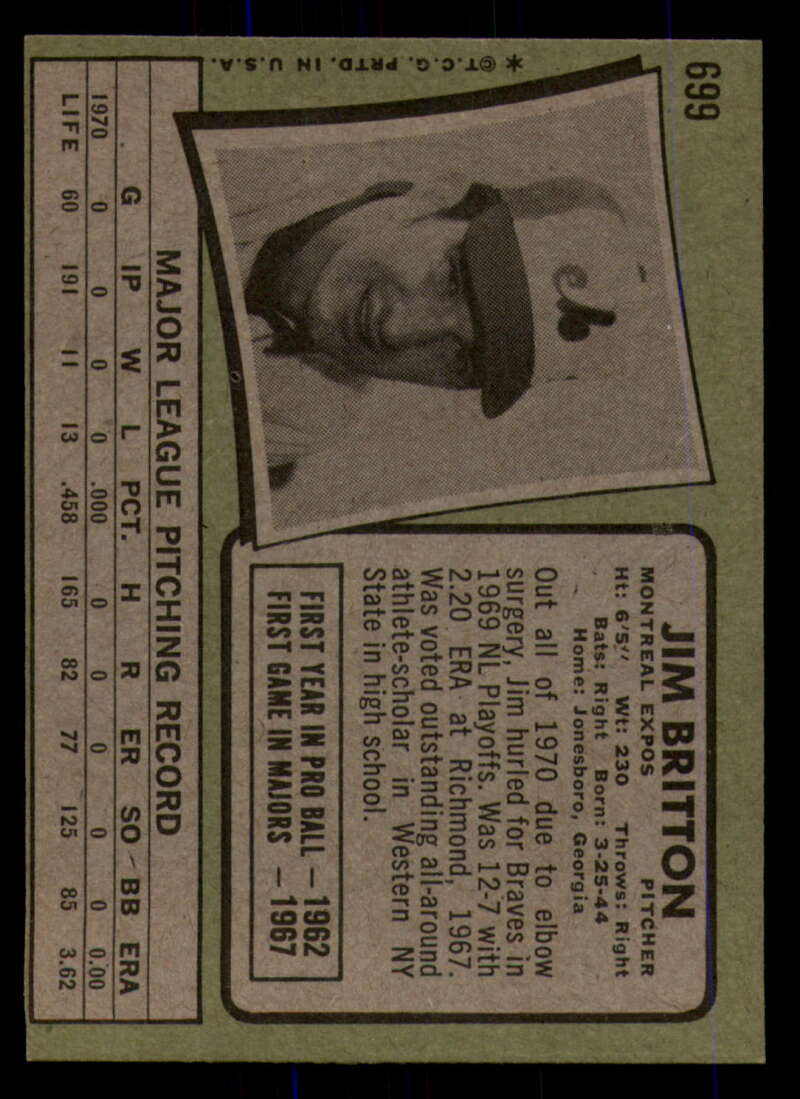 699
JIM BRITTON
MONTREAL EXPOS PITCHER
Ht: 6'5" Wt: 230 Throws: Right
Bats: Right Born: 3-25-44
Home: Jonesboro, Georgia
Out all of 1970 due to elbow
surgery, Jim hurled for Braves in
1969 NL Playoffs. Was 12-7 with
2.20 ERA at Richmond, 1967.
Was voted outstanding all-around
athlete-scholar in Western NY
State in high school.
FIRST YEAR IN PRO BALL — 1962
FIRST GAME IN MAJORS — 1967
MAJOR LEAGUE PITCHING RECORD
G IP W L PCT. H R ER SO BB ERA
1970 0 0 0 0 .000 0 0 0 0 0 0.00
LIFE 60 191 11 13 .458 165 82 77 125 85 3.62
* ©T.C.G. PRTD. IN U.S.A.
eb